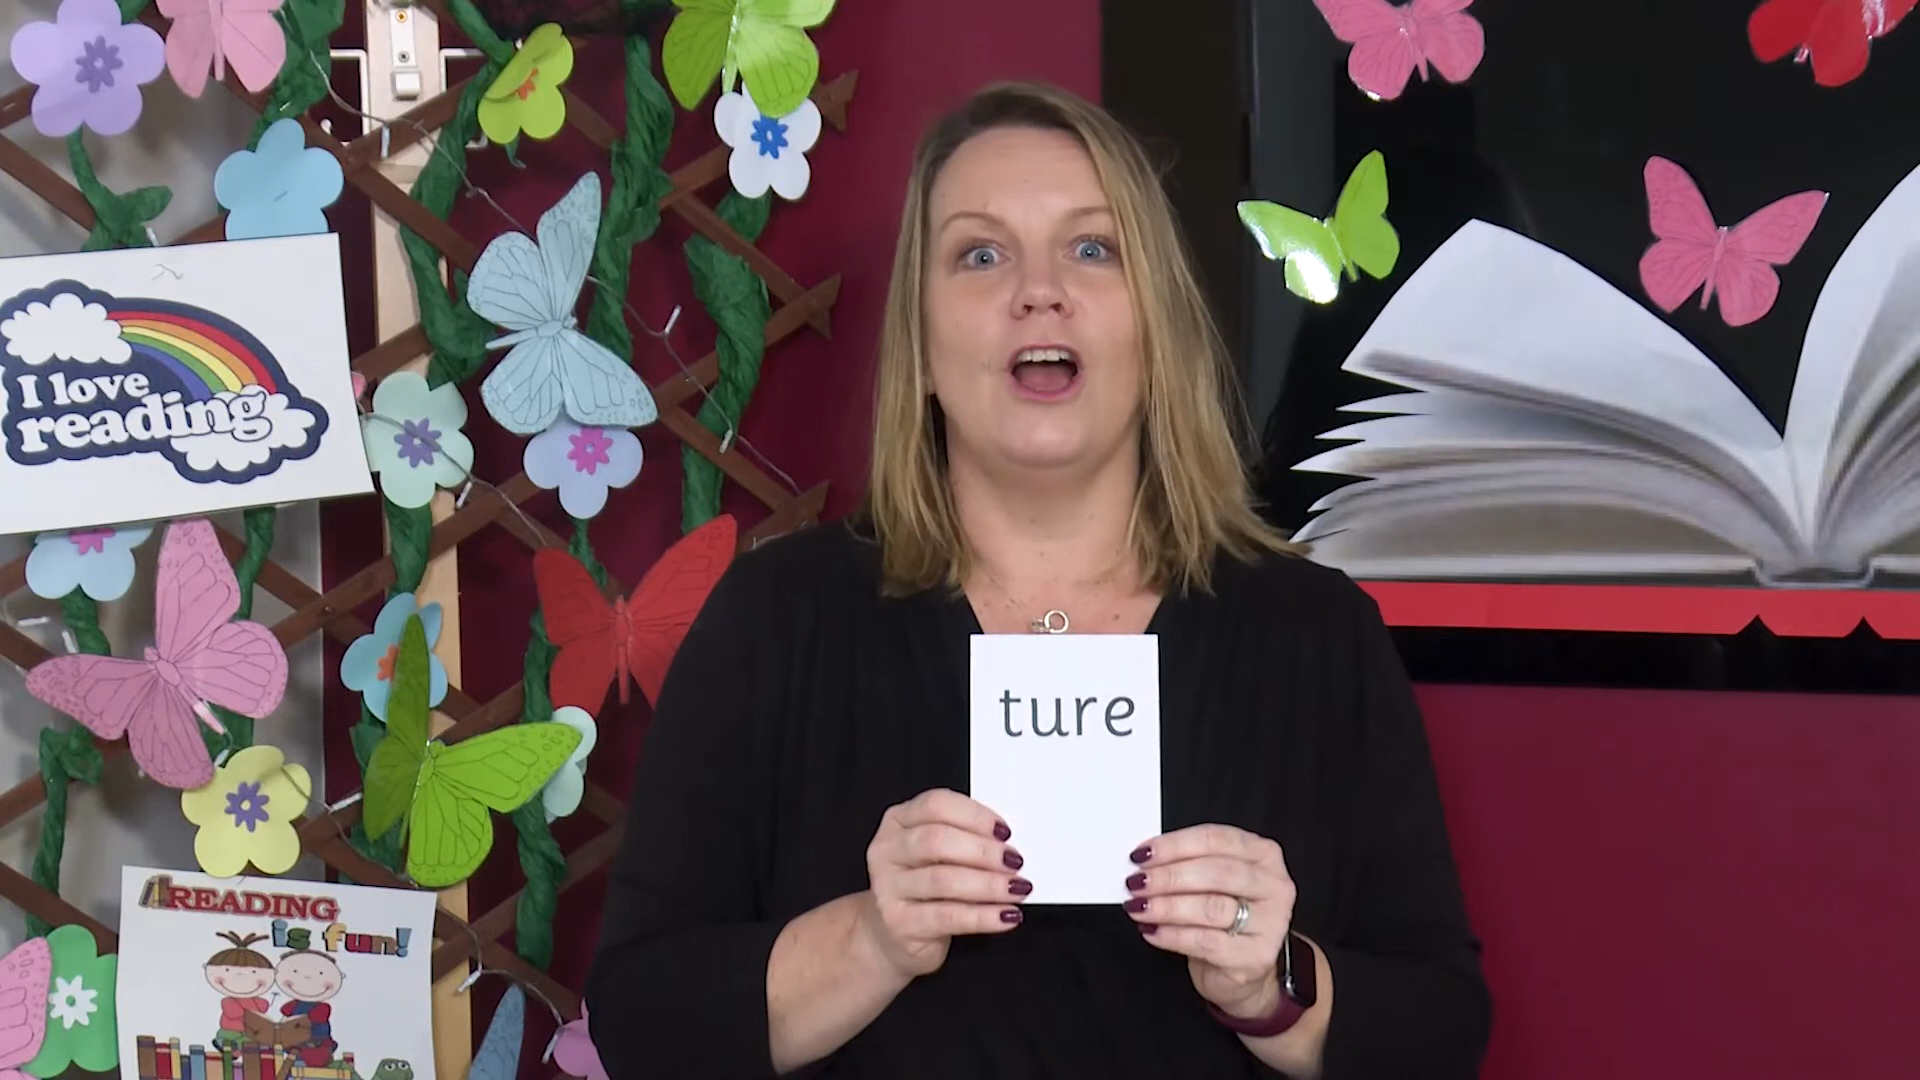 I love
reading
READING
is fun!
ture